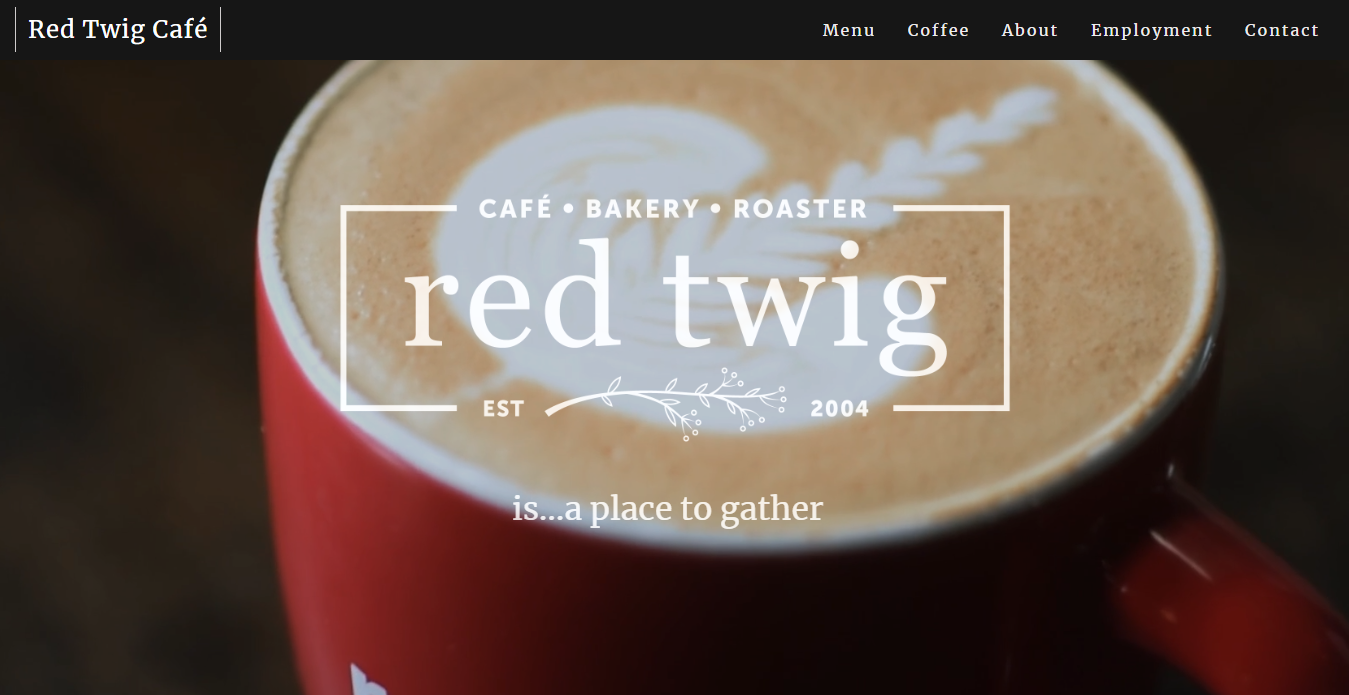 Red Twig Café
Menu Coffee About Employment Contact
CAFÉ • BAKERY • ROASTER
red twig
EST 2004
is...a place to gather